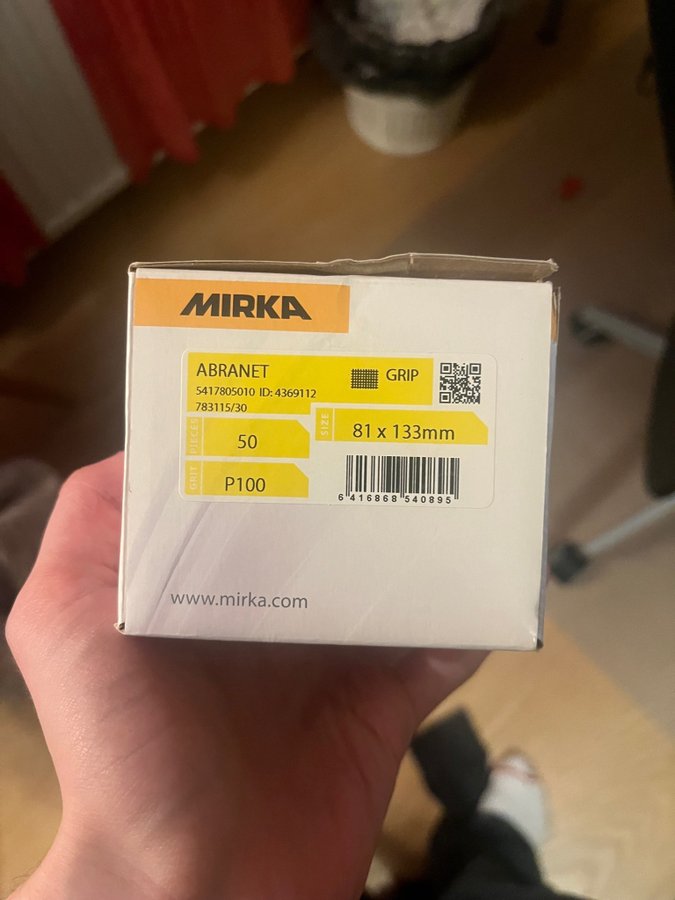 MIRKA
ABRANET
GRIP
5417805010 ID: 4369112
783115/30
PIECES 50
SIZE 81 x 133mm
GRIT P100
6 416868 540895
www.mirka.com